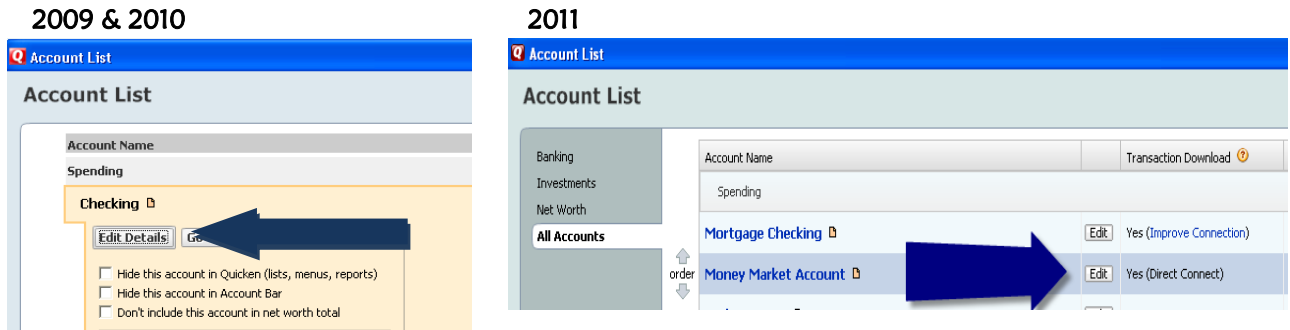 2009 & 2010
Account List
Account List
Account Name
Spending
Checking
Edit Details
Hide this account in Quicken (lists, menus, reports)
Hide this account in Account Bar
Don't include this account in net worth total
2011
Account List
Account List
Banking
Investments
Net Worth
All Accounts
order
Account Name Transaction Download ?
Spending
Mortgage Checking Edit Yes (Improve Connection)
Money Market Account Edit Yes (Direct Connect)